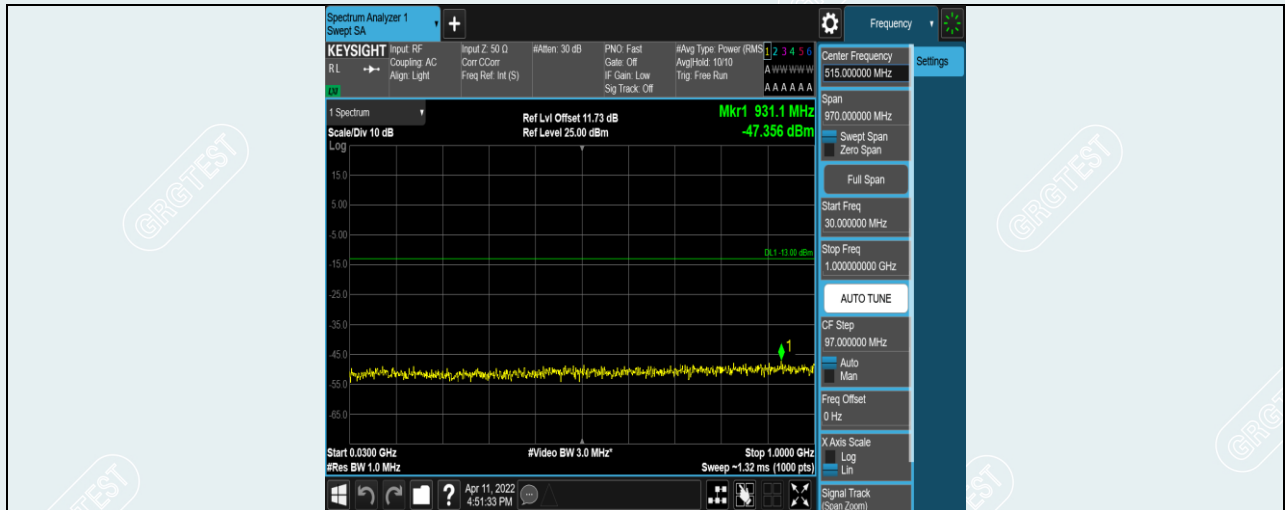 Spectrum Analyzer 1
Swept SA
+
Frequency
KEYSIGHT
RL
LXI
Input: RF
Coupling: AC
Align: Light
Input Z: 50 Ω
Corr CCorr
Freq Ref: Int (S)
#Atten: 30 dB
PNO: Fast
Gate: Off
IF Gain: Low
Sig Track: Off
#Avg Type: Power (RMS
Avg|Hold: 10/10
Trig: Free Run
1 2 3 4 5 6
A W W W W W
A A A A A A
Center Frequency
515.000000 MHz
Settings
Span
970.000000 MHz
Swept Span
Zero Span
Full Span
Start Freq
30.000000 MHz
Stop Freq
1.000000000 GHz
AUTO TUNE
CF Step
97.000000 MHz
Auto
Man
Freq Offset
0 Hz
X Axis Scale
Log
Lin
Signal Track
(Span Zoom)
1 Spectrum
Scale/Div 10 dB
Log
Ref Lvl Offset 11.73 dB
Ref Level 25.00 dBm
Mkr1 931.1 MHz
-47.356 dBm
15.0
5.00
-5.00
DL1 -13.00 dBm
-15.0
-25.0
-35.0
-45.0
1
-55.0
-65.0
Start 0.0300 GHz
#Res BW 1.0 MHz
#Video BW 3.0 MHz*
Stop 1.0000 GHz
Sweep ~1.32 ms (1000 pts)
?
Apr 11, 2022
4:51:33 PM
GRGTEST
GRGTEST
GRGTEST